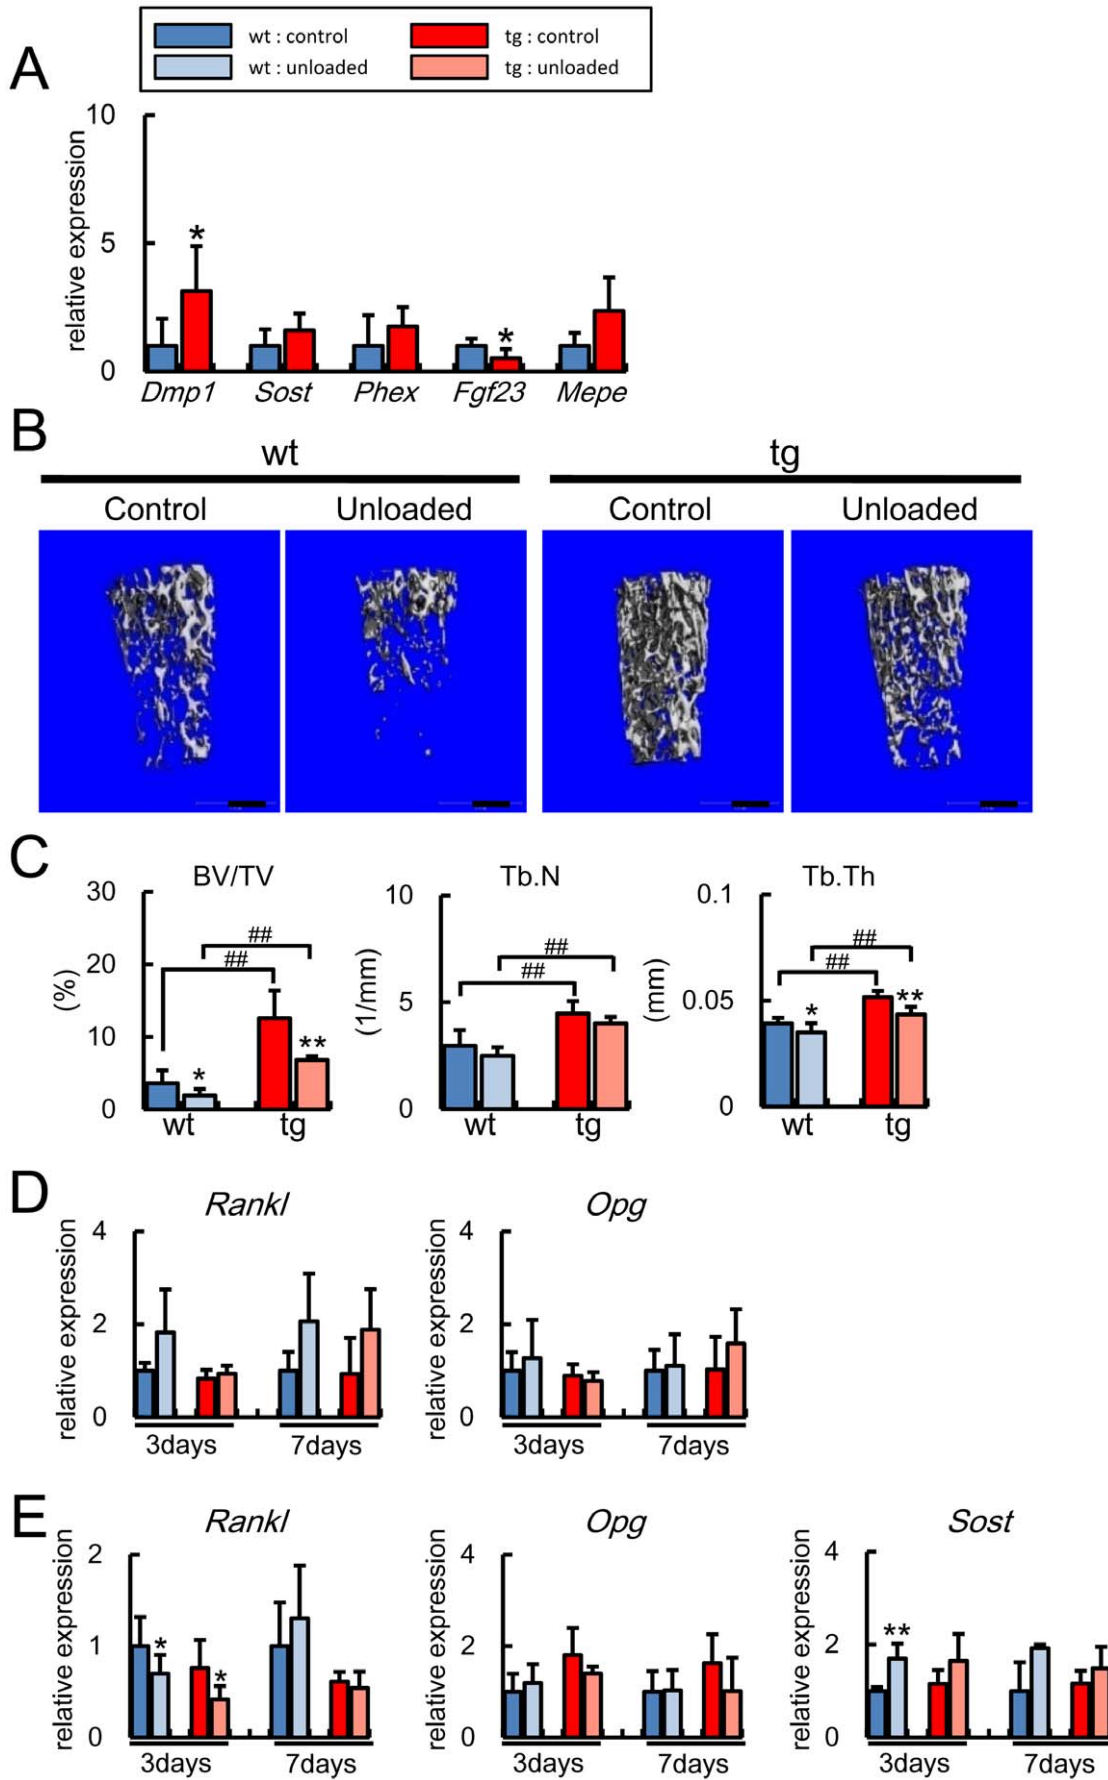 wt : control
tg : control
wt : unloaded
tg : unloaded
A
relative expression
10
5
0
*
*
Dmp1 Sost Phex Fgf23 Mepe
B
wt
tg
Control
Unloaded
Control
Unloaded
C
BV/TV
(%)
30
20
10
0
##
##
*
**
wt
tg
Tb.N
(1/mm)
10
5
0
##
##
wt
tg
Tb.Th
(mm)
0.1
0.05
0
##
##
*
**
wt
tg
D
Rankl
relative expression
4
2
0
3days
7days
Opg
relative expression
4
2
0
3days
7days
E
Rankl
relative expression
2
1
0
*
*
3days
7days
Opg
relative expression
4
2
0
3days
7days
Sost
relative expression
4
2
0
**
3days
7days